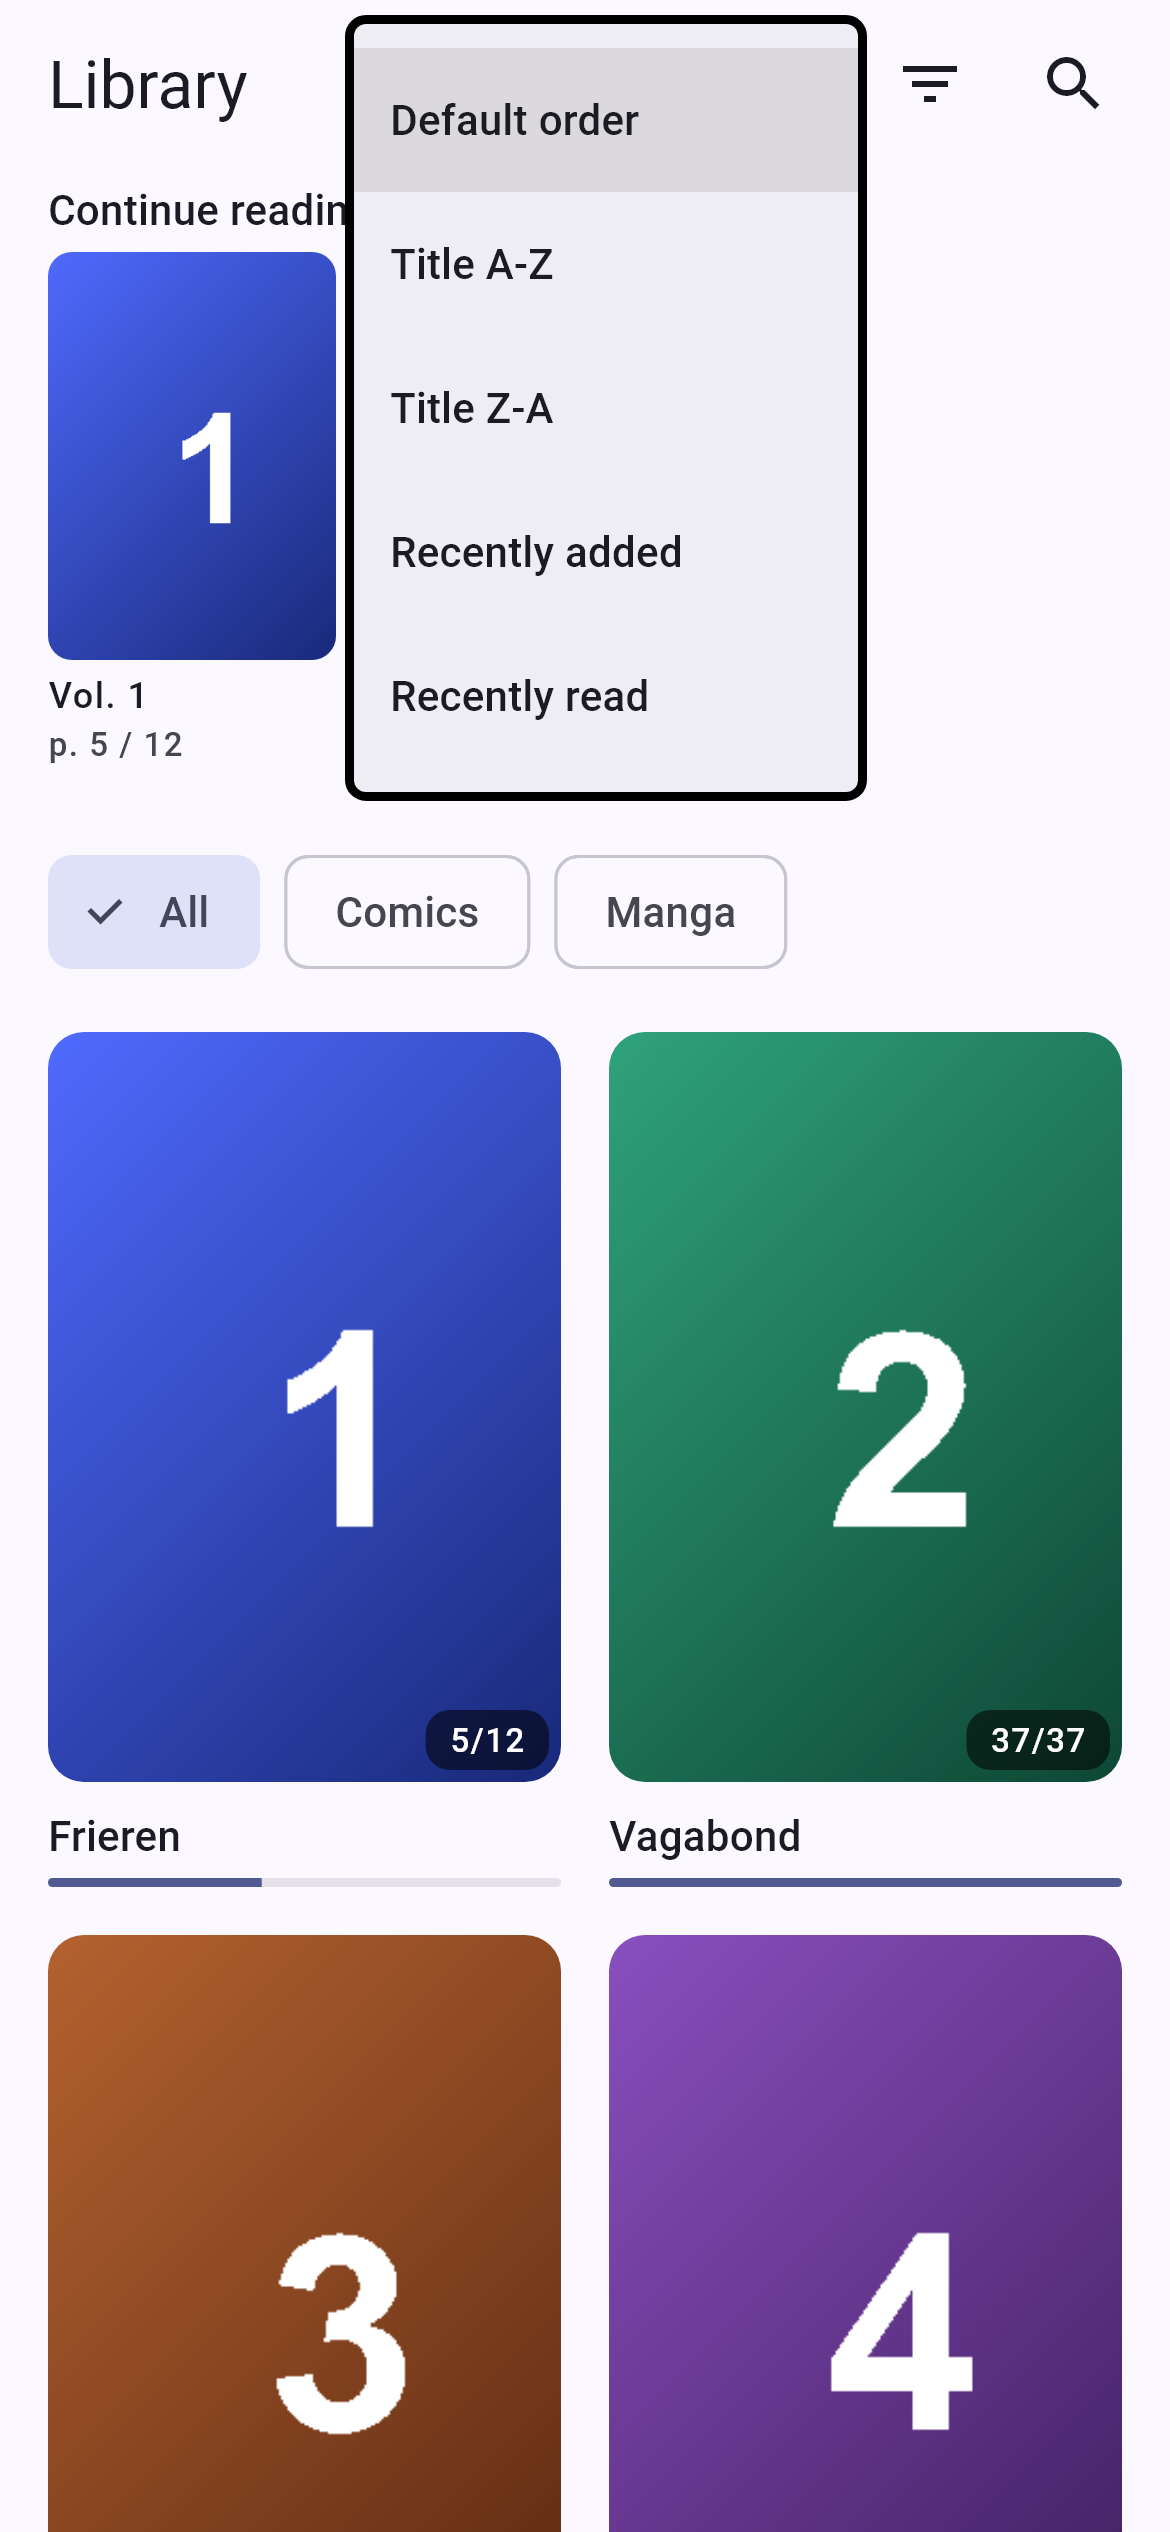 Library
Default order
Title A-Z
Title Z-A
Recently added
Recently read
Continue readin
1
Vol. 1
p. 5 / 12
All
Comics
Manga
1
5/12
Frieren
2
37/37
Vagabond
3
4